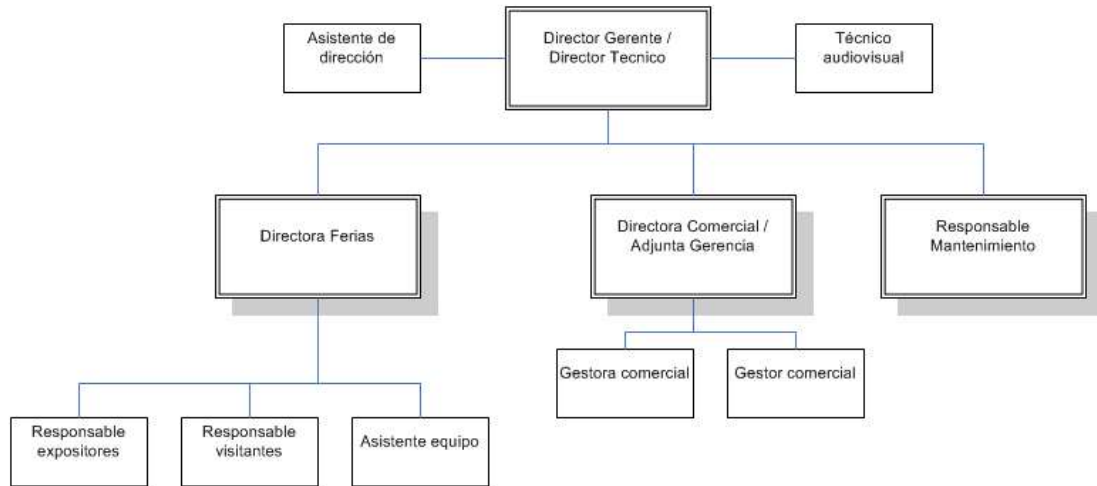 Asistente de
dirección
Director Gerente /
Director Tecnico
Técnico
audiovisual
Directora Ferias
Directora Comercial /
Adjunta Gerencia
Responsable
Mantenimiento
Gestora comercial
Gestor comercial
Responsable
expositores
Responsable
visitantes
Asistente equipo